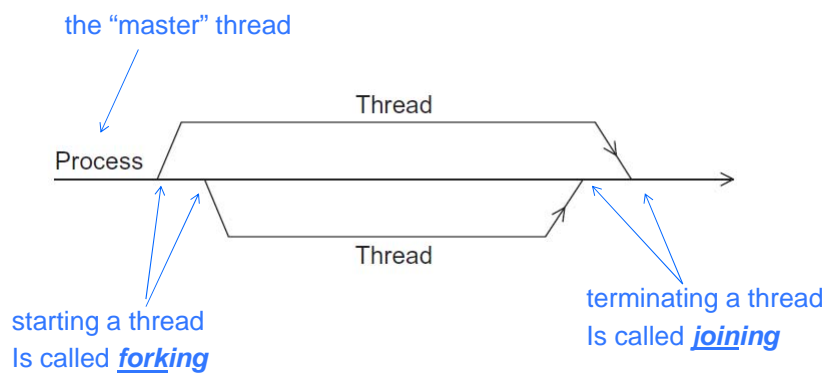 the “master” thread
Thread
Process
Thread
starting a thread
Is called forking
terminating a thread
Is called joining